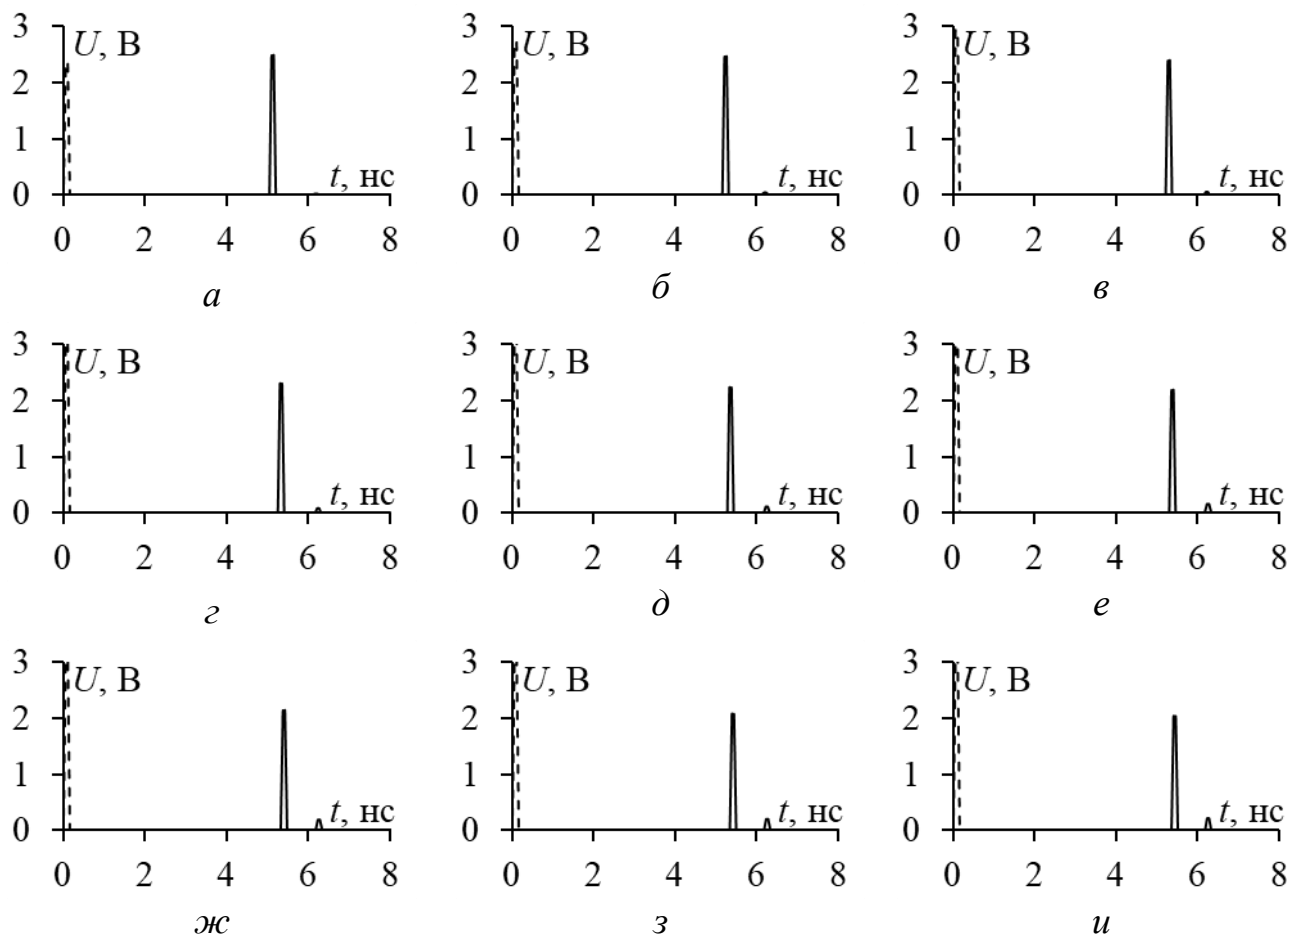 3 U, В 3 U, В 3 U, В
2 2 2
1 1 1
0 t, нс 0 t, нс 0 t, нс
0 2 4 6 8 0 2 4 6 8 0 2 4 6 8
а б в
3 U, В 3 U, В 3 U, В
2 2 2
1 1 1
0 t, нс 0 t, нс 0 t, нс
0 2 4 6 8 0 2 4 6 8 0 2 4 6 8
г д е
3 U, В 3 U, В 3 U, В
2 2 2
1 1 1
0 t, нс 0 t, нс 0 t, нс
0 2 4 6 8 0 2 4 6 8 0 2 4 6 8
ж з и